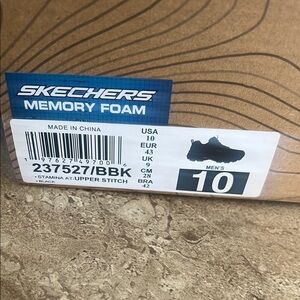 SKECHERS
MEMORY FOAM
MADE IN CHINA
237527/BBK
• STAMINA AT-UPPER STITCH
• BLACK
USA
10
EUR
43
UK
9
CM
28
BRA
42
MEN'S
10